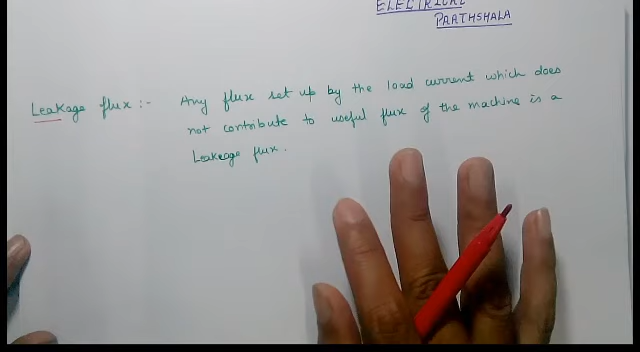 ELECTRICAL
PAATHSHALA
Leakage flux :- Any flux set up by the load current which does
not contribute to useful flux of the machine is a
Leakage flux.